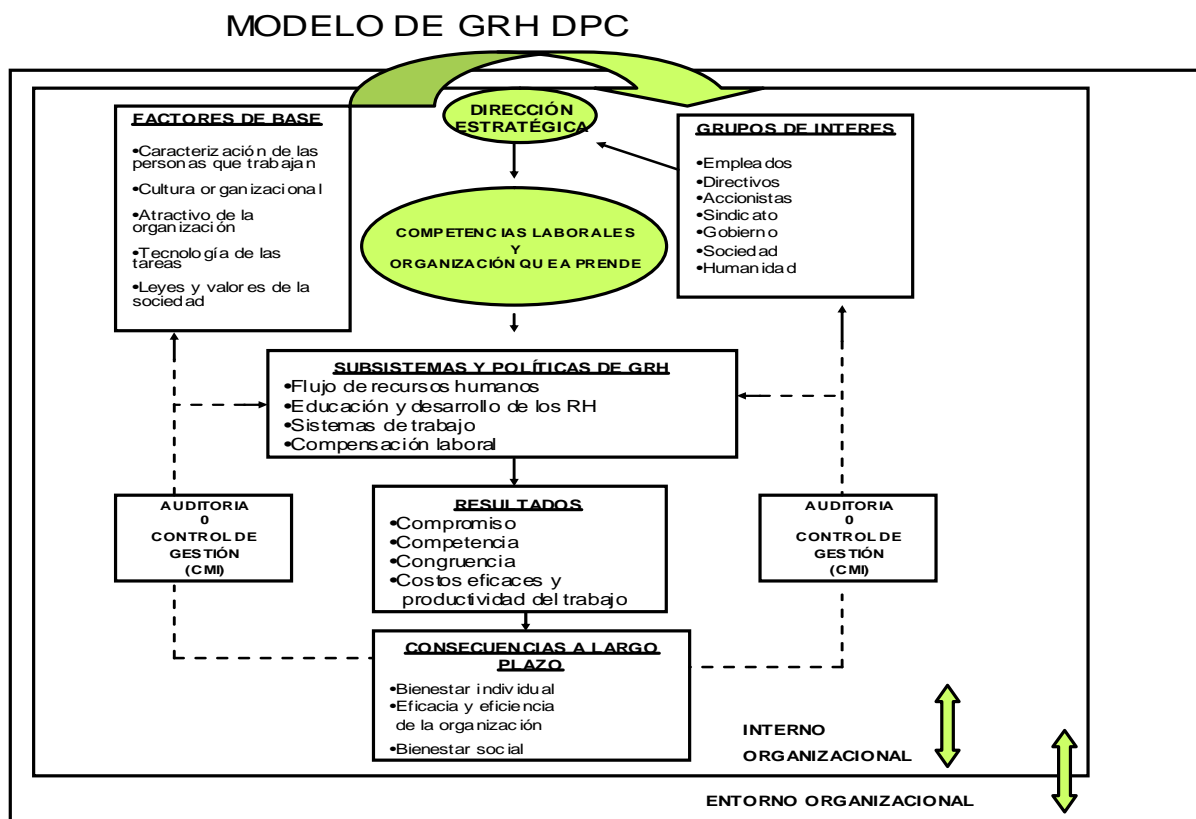 MODELO DE GRH DPC
FACTORES DE BASE
•Caracterización de las
personas que trabajan
•Cultura organizacional
•Atractivo de la
organización
•Tecnología de las
tareas
•Leyes y valores de la
sociedad
DIRECCIÓN
ESTRATÉGICA
GRUPOS DE INTERES
•Empleados
•Directivos
•Accionistas
•Sindicato
•Gobierno
•Sociedad
•Humanidad
COMPETENCIAS LABORALES
Y
ORGANIZACIÓN QU E A PRENDE
SUBSISTEMAS Y POLÍTICAS DE GRH
•Flujo de recursos humanos
•Educación y desarrollo de los RH
•Sistemas de trabajo
•Compensación laboral
AUDITORIA
0
CONTROL DE
GESTIÓN
(CMI)
RESULTADOS
•Compromiso
•Competencia
•Congruencia
•Costos eficaces y
productividad del trabajo
AUDITORIA
0
CONTROL DE
GESTIÓN
(CMI)
CONSECUENCIAS A LARGO
PLAZO
•Bienestar individual
•Eficacia y eficiencia
de la organización
•Bienestar social
INTERNO
ORGANIZACIONAL
ENTORNO ORGANIZACIONAL